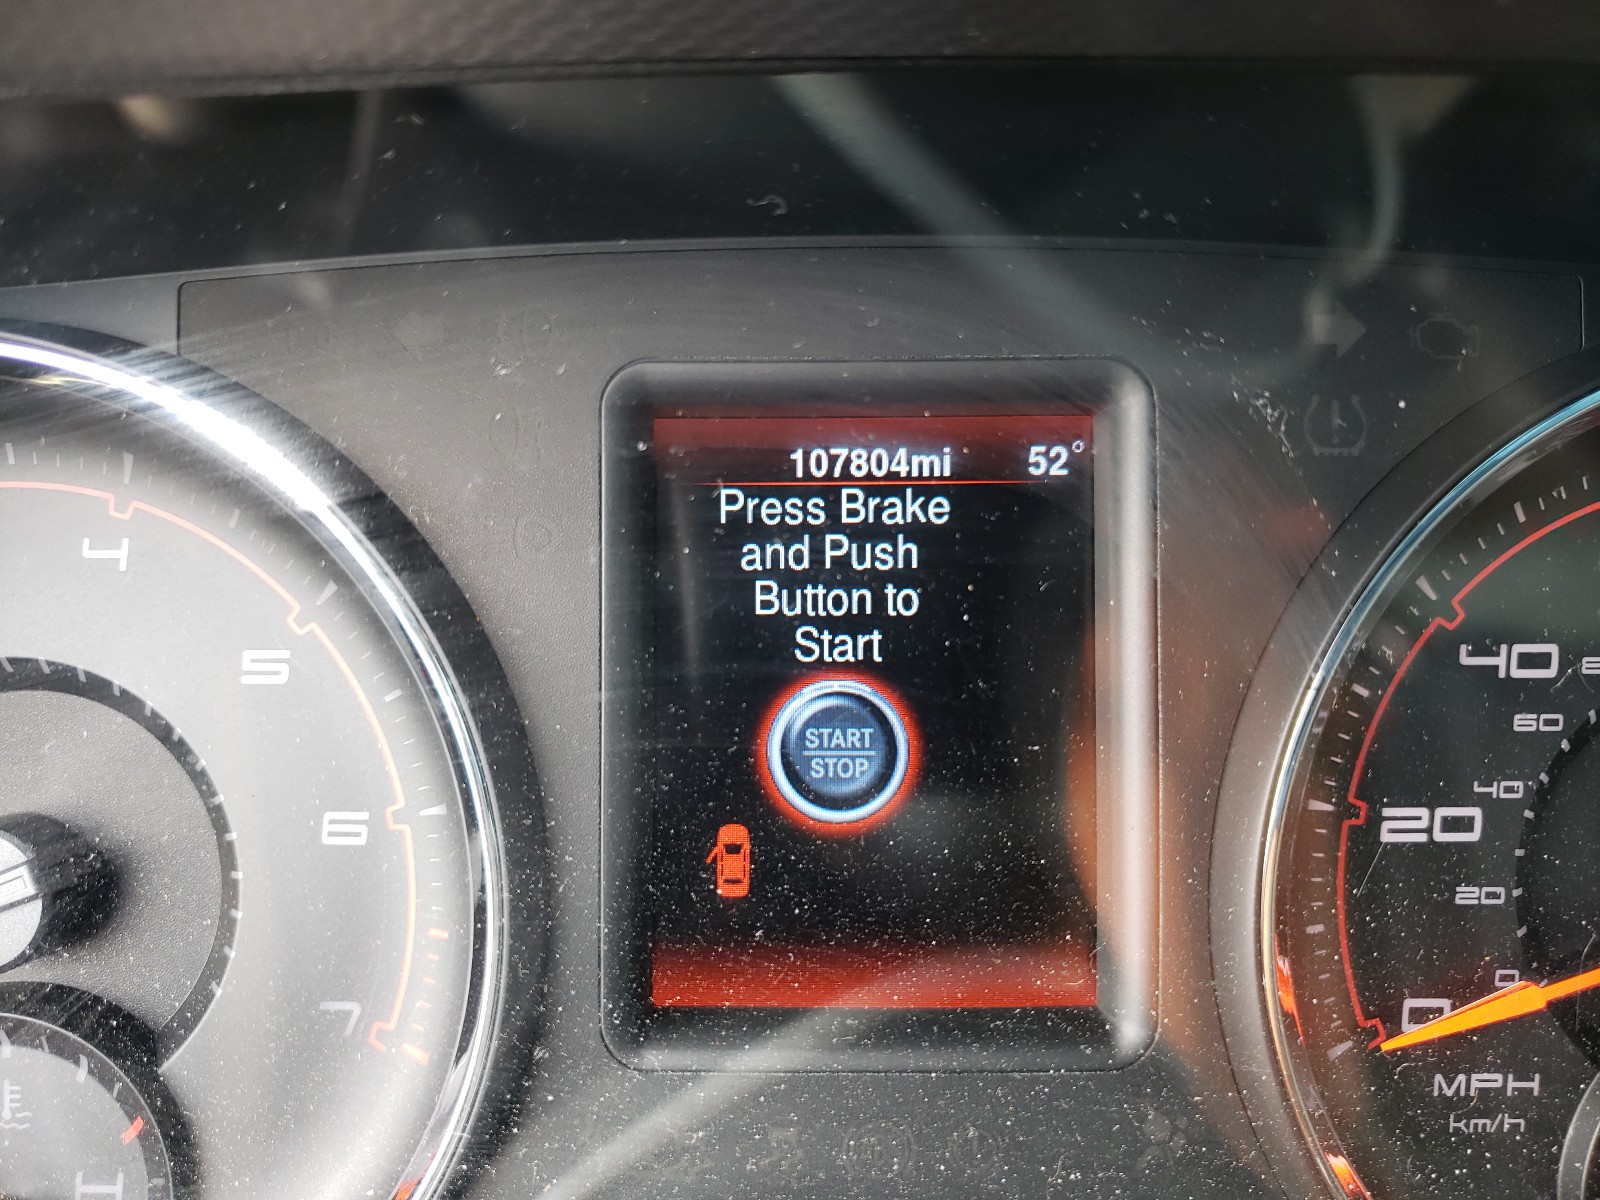 107804mi 52°
Press Brake
and Push
Button to
Start
START
STOP
4
5
6
7
H
40
60
40
20
20
0
0
MPH
km/h